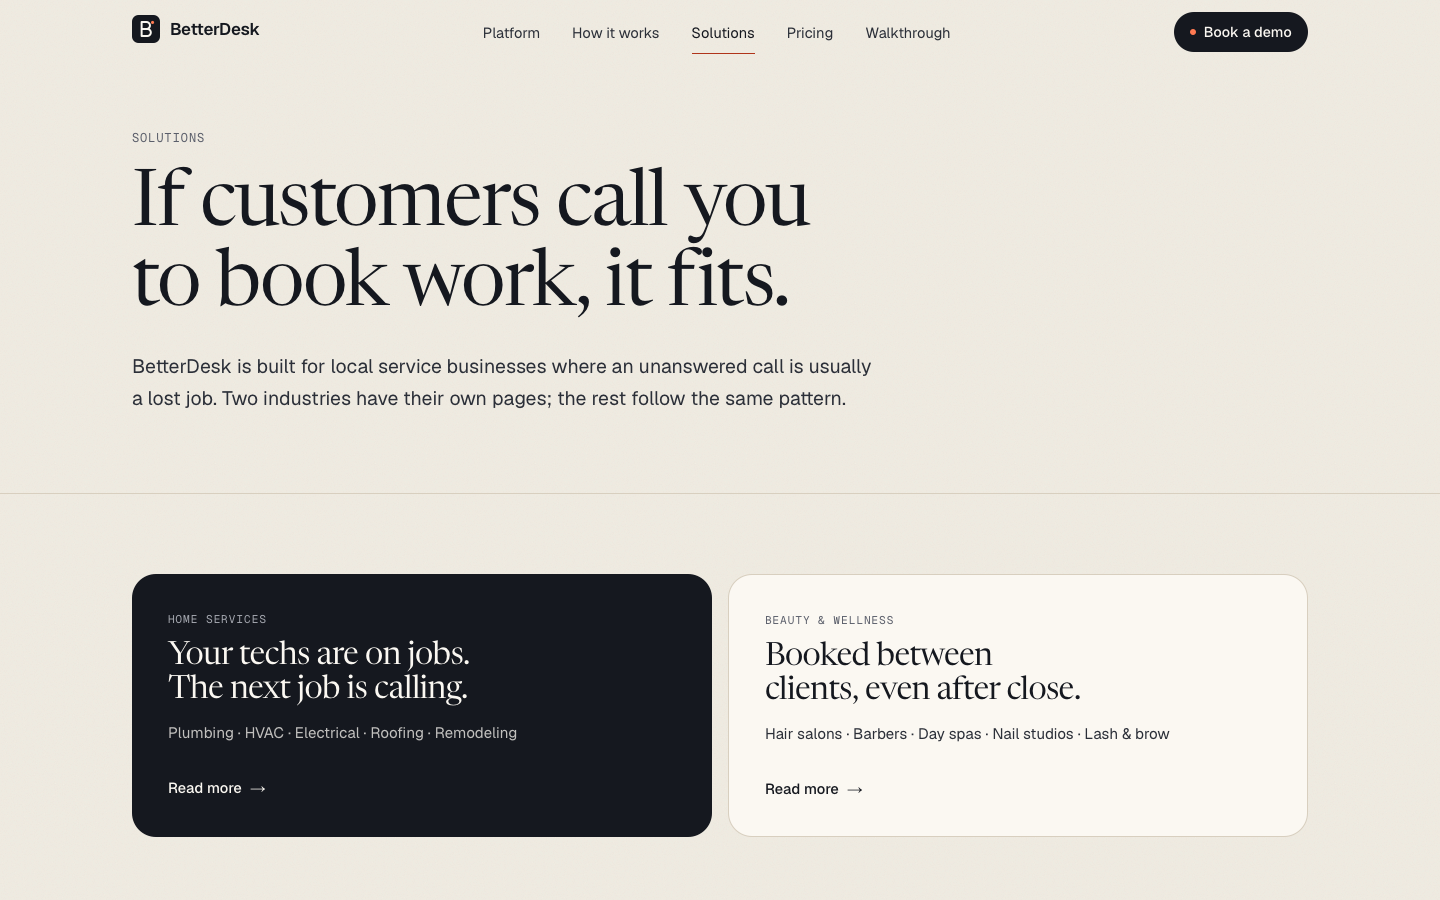 B
BetterDesk
Platform
How it works
Solutions
Pricing
Walkthrough
Book a demo
SOLUTIONS
If customers call you
to book work, it fits.
BetterDesk is built for local service businesses where an unanswered call is usually
a lost job. Two industries have their own pages; the rest follow the same pattern.
HOME SERVICES
Your techs are on jobs.
The next job is calling.
Plumbing · HVAC · Electrical · Roofing · Remodeling
Read more →
BEAUTY & WELLNESS
Booked between
clients, even after close.
Hair salons · Barbers · Day spas · Nail studios · Lash & brow
Read more →